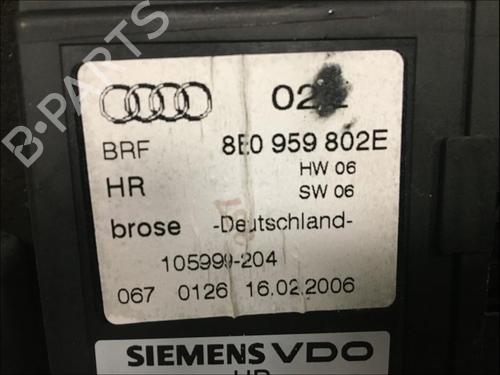 B-PARTS
BRF 8E0 959 802E
HR HW 06
SW 06
brose -Deutschland-
105999-204
067 0126 16.02.2006
SIEMENS VDO